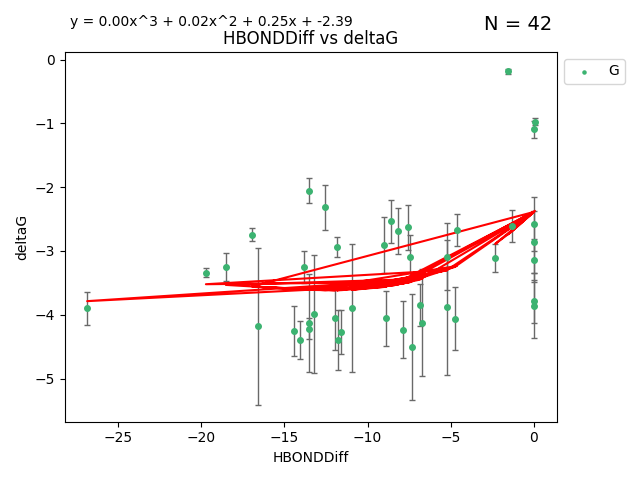 y = 0.00x^3 + 0.02x^2 + 0.25x + -2.39
N = 42
HBONDDiff vs deltaG
G
deltaG
0
−1
−2
−3
−4
−5
−25
−20
−15
−10
−5
0
HBONDDiff